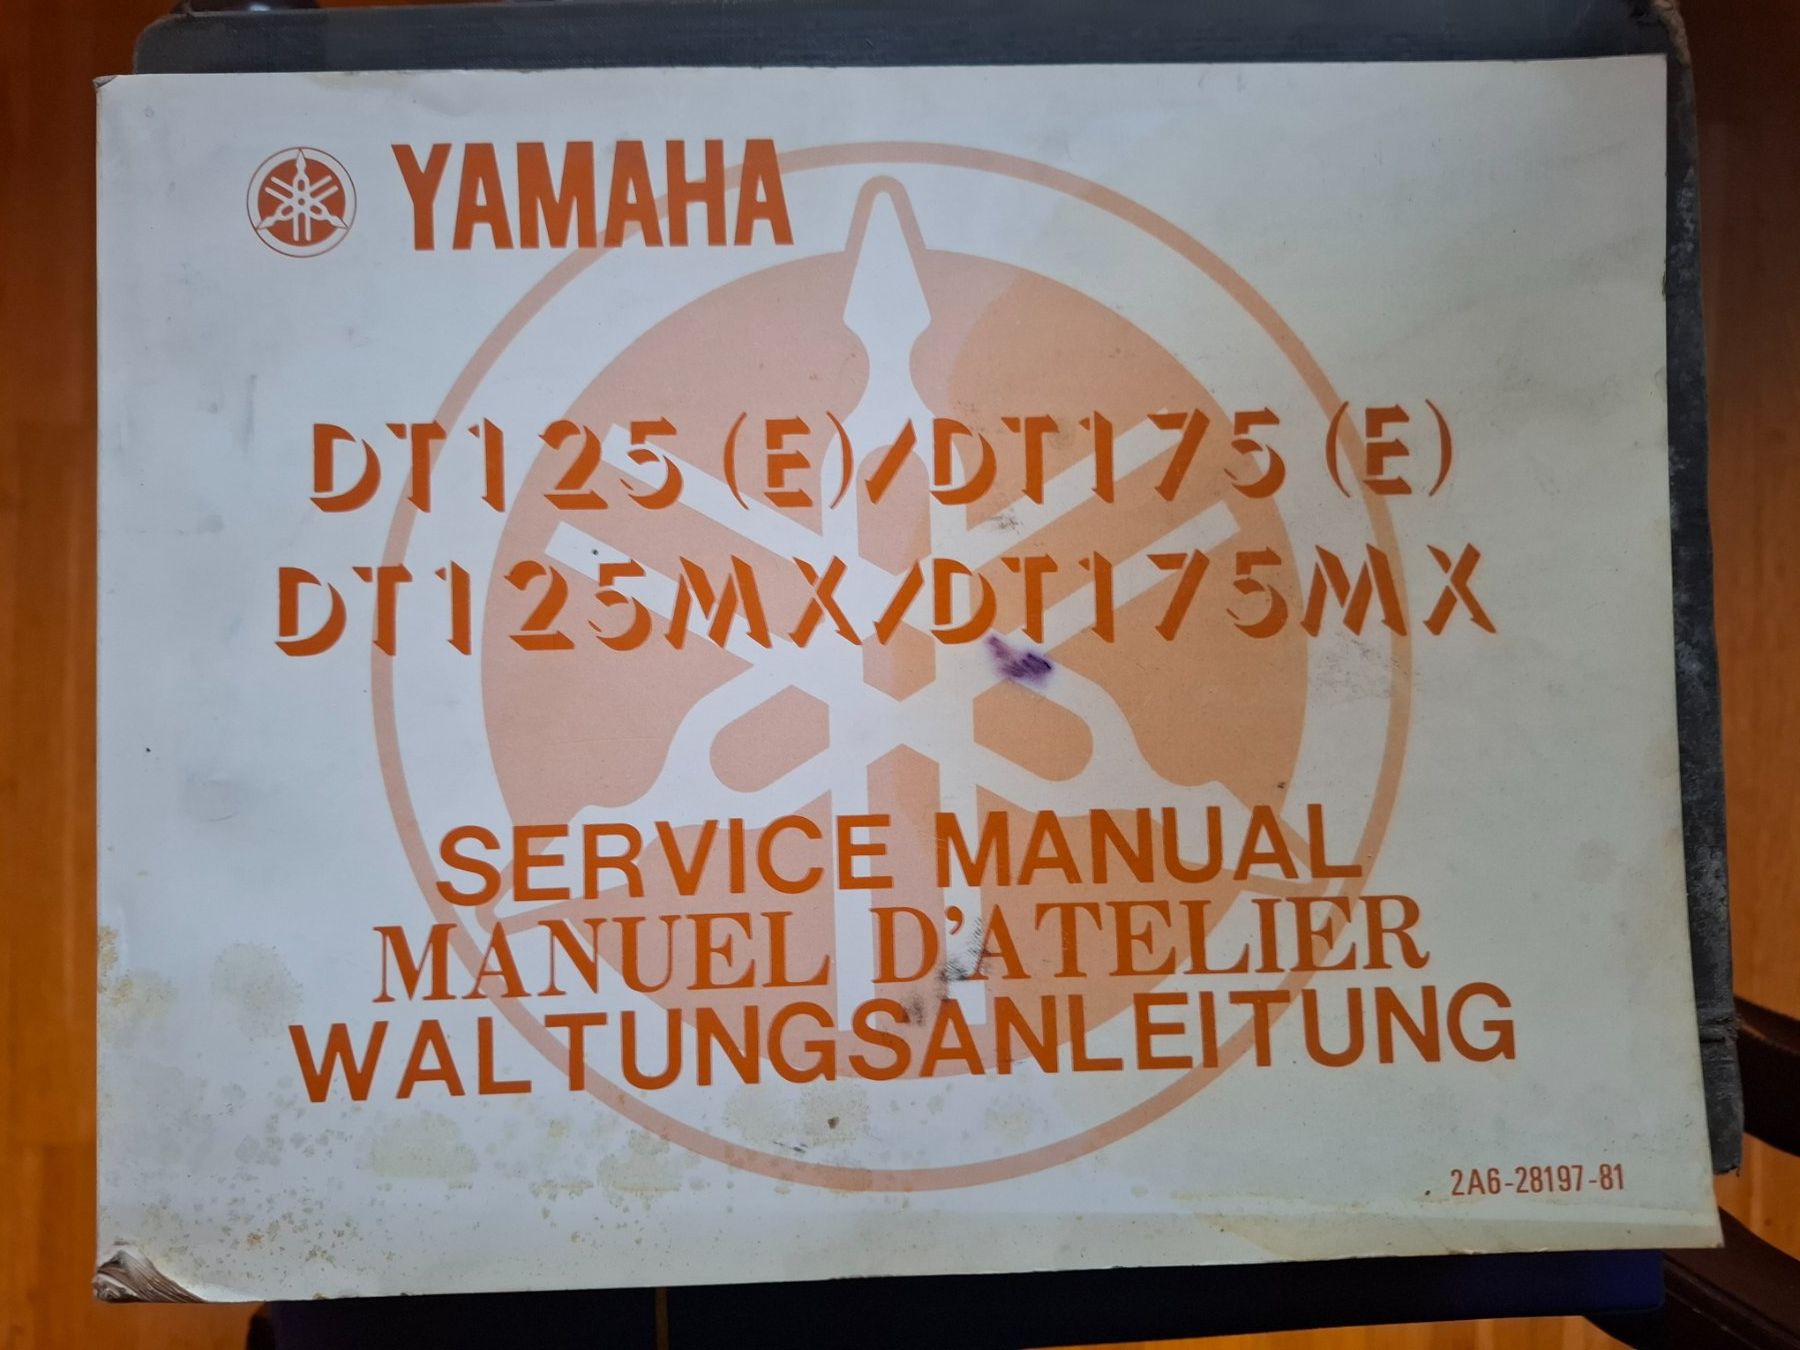 YAMAHA
DT125(E)/DT175(E)
DT125MX/DT175MX
SERVICE MANUAL
MANUEL D'ATELIER
WALTUNGSANLEITUNG
2A6-28197-81